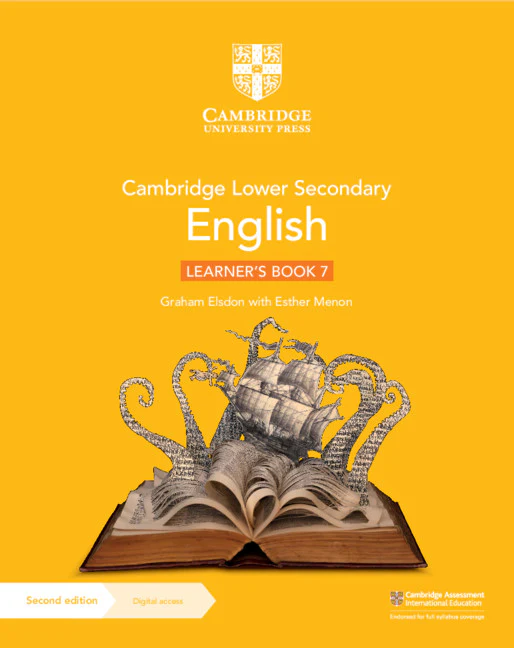 CAMBRIDGE
UNIVERSITY PRESS
Cambridge Lower Secondary
English
LEARNER'S BOOK 7
Graham Elsdon with Esther Menon
Second edition
Digital access
Cambridge Assessment
International Education
Endorsed for full syllabus coverage